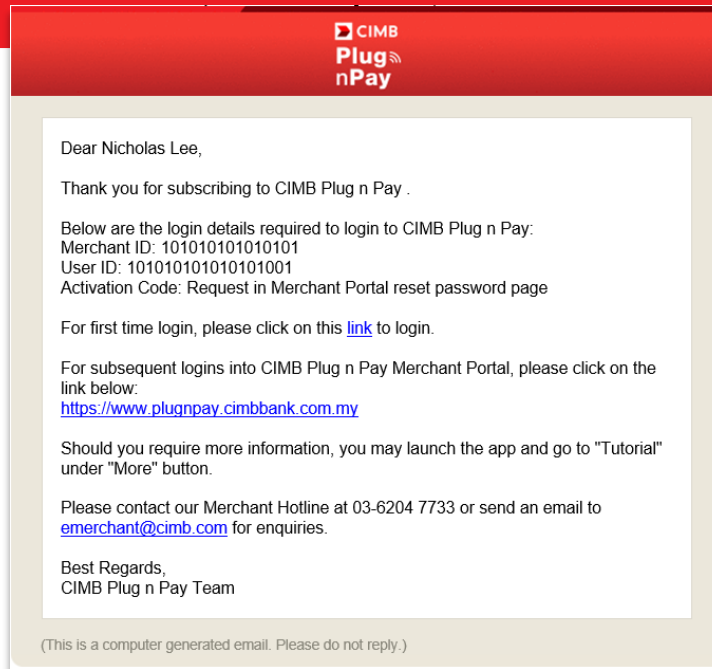 CIMB
Plug
nPay
Dear Nicholas Lee,
Thank you for subscribing to CIMB Plug n Pay .
Below are the login details required to login to CIMB Plug n Pay:
Merchant ID: 101010101010101
User ID: 101010101010101001
Activation Code: Request in Merchant Portal reset password page
For first time login, please click on this link to login.
For subsequent logins into CIMB Plug n Pay Merchant Portal, please click on the
link below:
https://www.plugnpay.cimbbank.com.my
Should you require more information, you may launch the app and go to "Tutorial"
under "More" button.
Please contact our Merchant Hotline at 03-6204 7733 or send an email to
emerchant@cimb.com for enquiries.
Best Regards,
CIMB Plug n Pay Team
(This is a computer generated email. Please do not reply.)